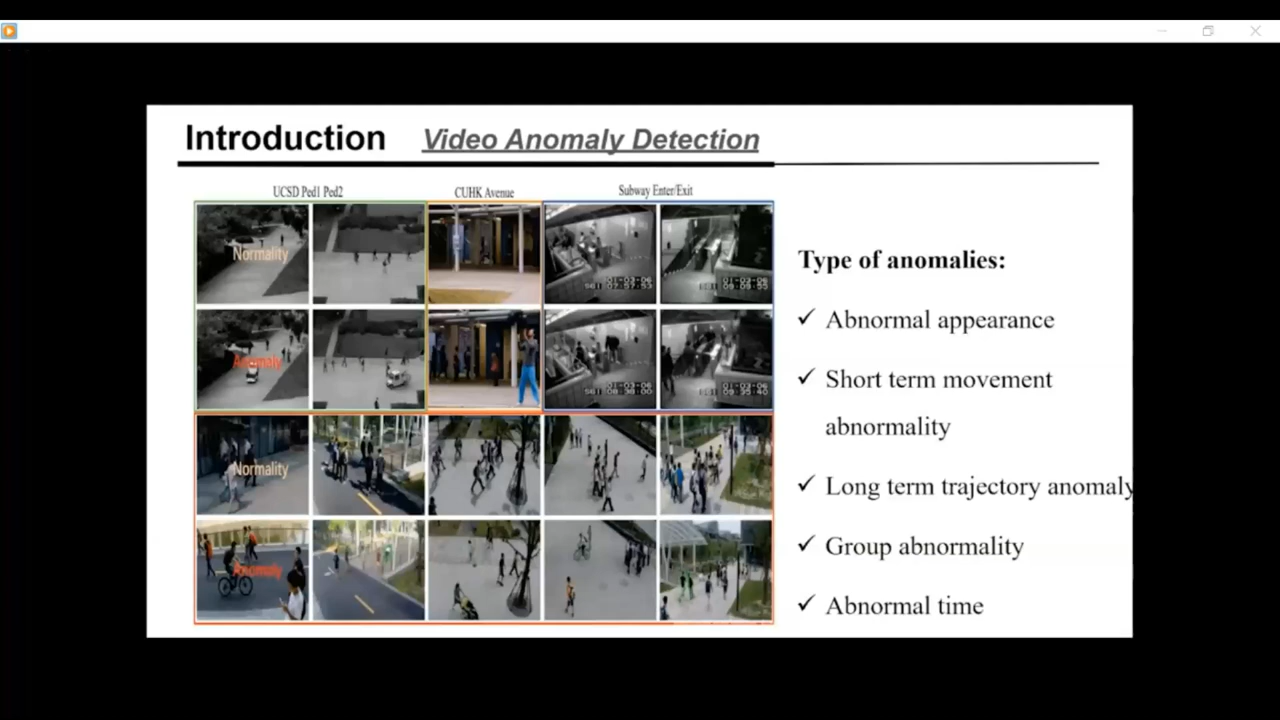 Introduction Video Anomaly Detection
UCSD Ped1 Ped2 CUHK Avenue Subway Enter/Exit
Normality
Anomaly
Normality
Anomaly
Type of anomalies:
✓ Abnormal appearance
✓ Short term movement
abnormality
✓ Long term trajectory anomaly
✓ Group abnormality
✓ Abnormal time